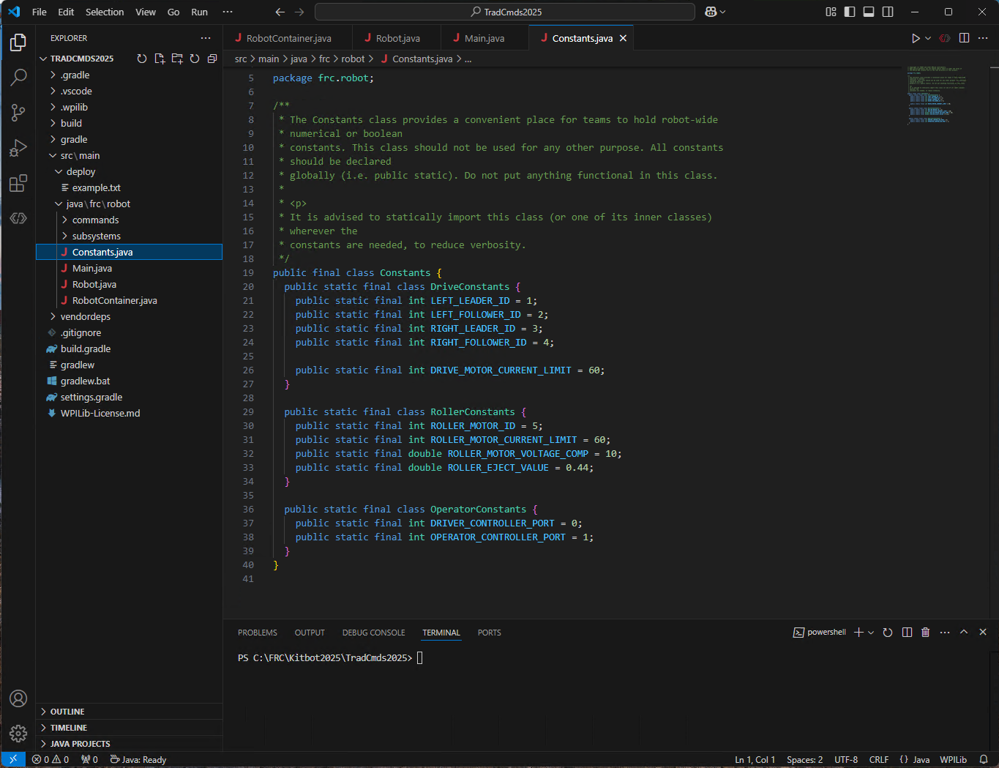 File Edit Selection View Go Run ···
TradCmds2025
EXPLORER
TRADCMDS2025
.gradle
.vscode
.wpilib
build
gradle
src\main
deploy
example.txt
java\frc\robot
commands
subsystems
Constants.java
Main.java
Robot.java
RobotContainer.java
vendordeps
.gitignore
build.gradle
gradlew
gradlew.bat
settings.gradle
WPILib-License.md
OUTLINE
TIMELINE
JAVA PROJECTS
RobotContainer.java Robot.java Main.java Constants.java
src > main > java > frc > robot > Constants.java > ...
5 package frc.robot;
6
7 /**
8 * The Constants class provides a convenient place for teams to hold robot-wide
9 * numerical or boolean
10 * constants. This class should not be used for any other purpose. All constants
11 * should be declared
12 * globally (i.e. public static). Do not put anything functional in this class.
13 *
14 * <p>
15 * It is advised to statically import this class (or one of its inner classes)
16 * wherever the
17 * constants are needed, to reduce verbosity.
18 */
19 public final class Constants {
20 public static final class DriveConstants {
21 public static final int LEFT_LEADER_ID = 1;
22 public static final int LEFT_FOLLOWER_ID = 2;
23 public static final int RIGHT_LEADER_ID = 3;
24 public static final int RIGHT_FOLLOWER_ID = 4;
25
26 public static final int DRIVE_MOTOR_CURRENT_LIMIT = 60;
27 }
28
29 public static final class RollerConstants {
30 public static final int ROLLER_MOTOR_ID = 5;
31 public static final int ROLLER_MOTOR_CURRENT_LIMIT = 60;
32 public static final double ROLLER_MOTOR_VOLTAGE_COMP = 10;
33 public static final double ROLLER_EJECT_VALUE = 0.44;
34 }
35
36 public static final class OperatorConstants {
37 public static final int DRIVER_CONTROLLER_PORT = 0;
38 public static final int OPERATOR_CONTROLLER_PORT = 1;
39 }
40 }
41
PROBLEMS OUTPUT DEBUG CONSOLE TERMINAL PORTS
powershell
PS C:\FRC\Kitbot2025\TradCmds2025>
0 0 0 Java: Ready
Ln 1, Col 1 Spaces: 2 UTF-8 CRLF {} Java WPILib